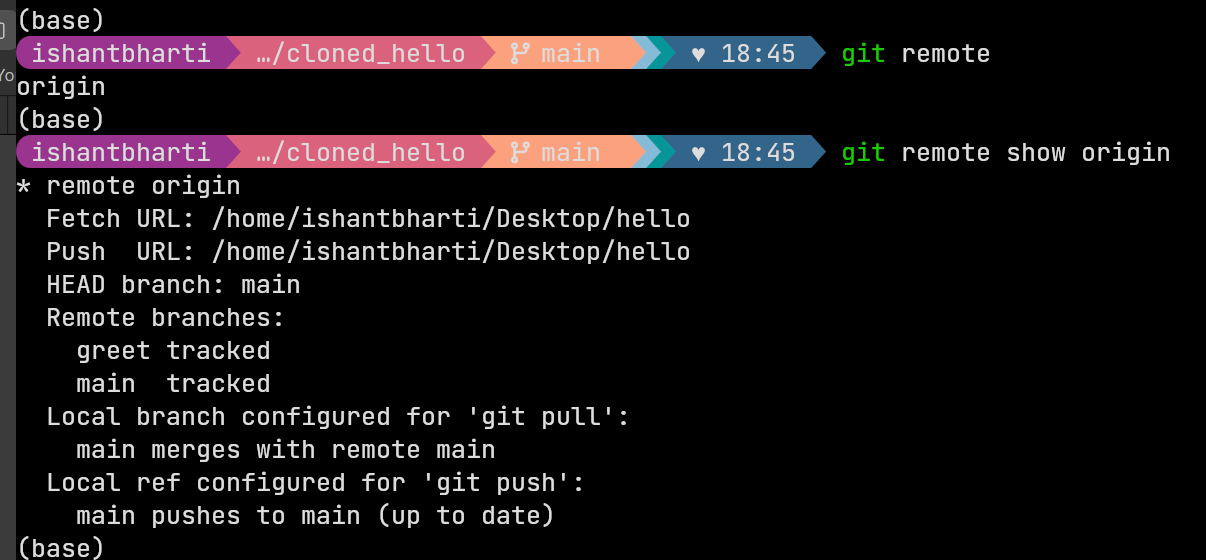 (base)
ishantbharti …/cloned_hello main ♥ 18:45 git remote
origin
(base)
ishantbharti …/cloned_hello main ♥ 18:45 git remote show origin
* remote origin
  Fetch URL: /home/ishantbharti/Desktop/hello
  Push  URL: /home/ishantbharti/Desktop/hello
  HEAD branch: main
  Remote branches:
    greet tracked
    main  tracked
  Local branch configured for 'git pull':
    main merges with remote main
  Local ref configured for 'git push':
    main pushes to main (up to date)
(base)